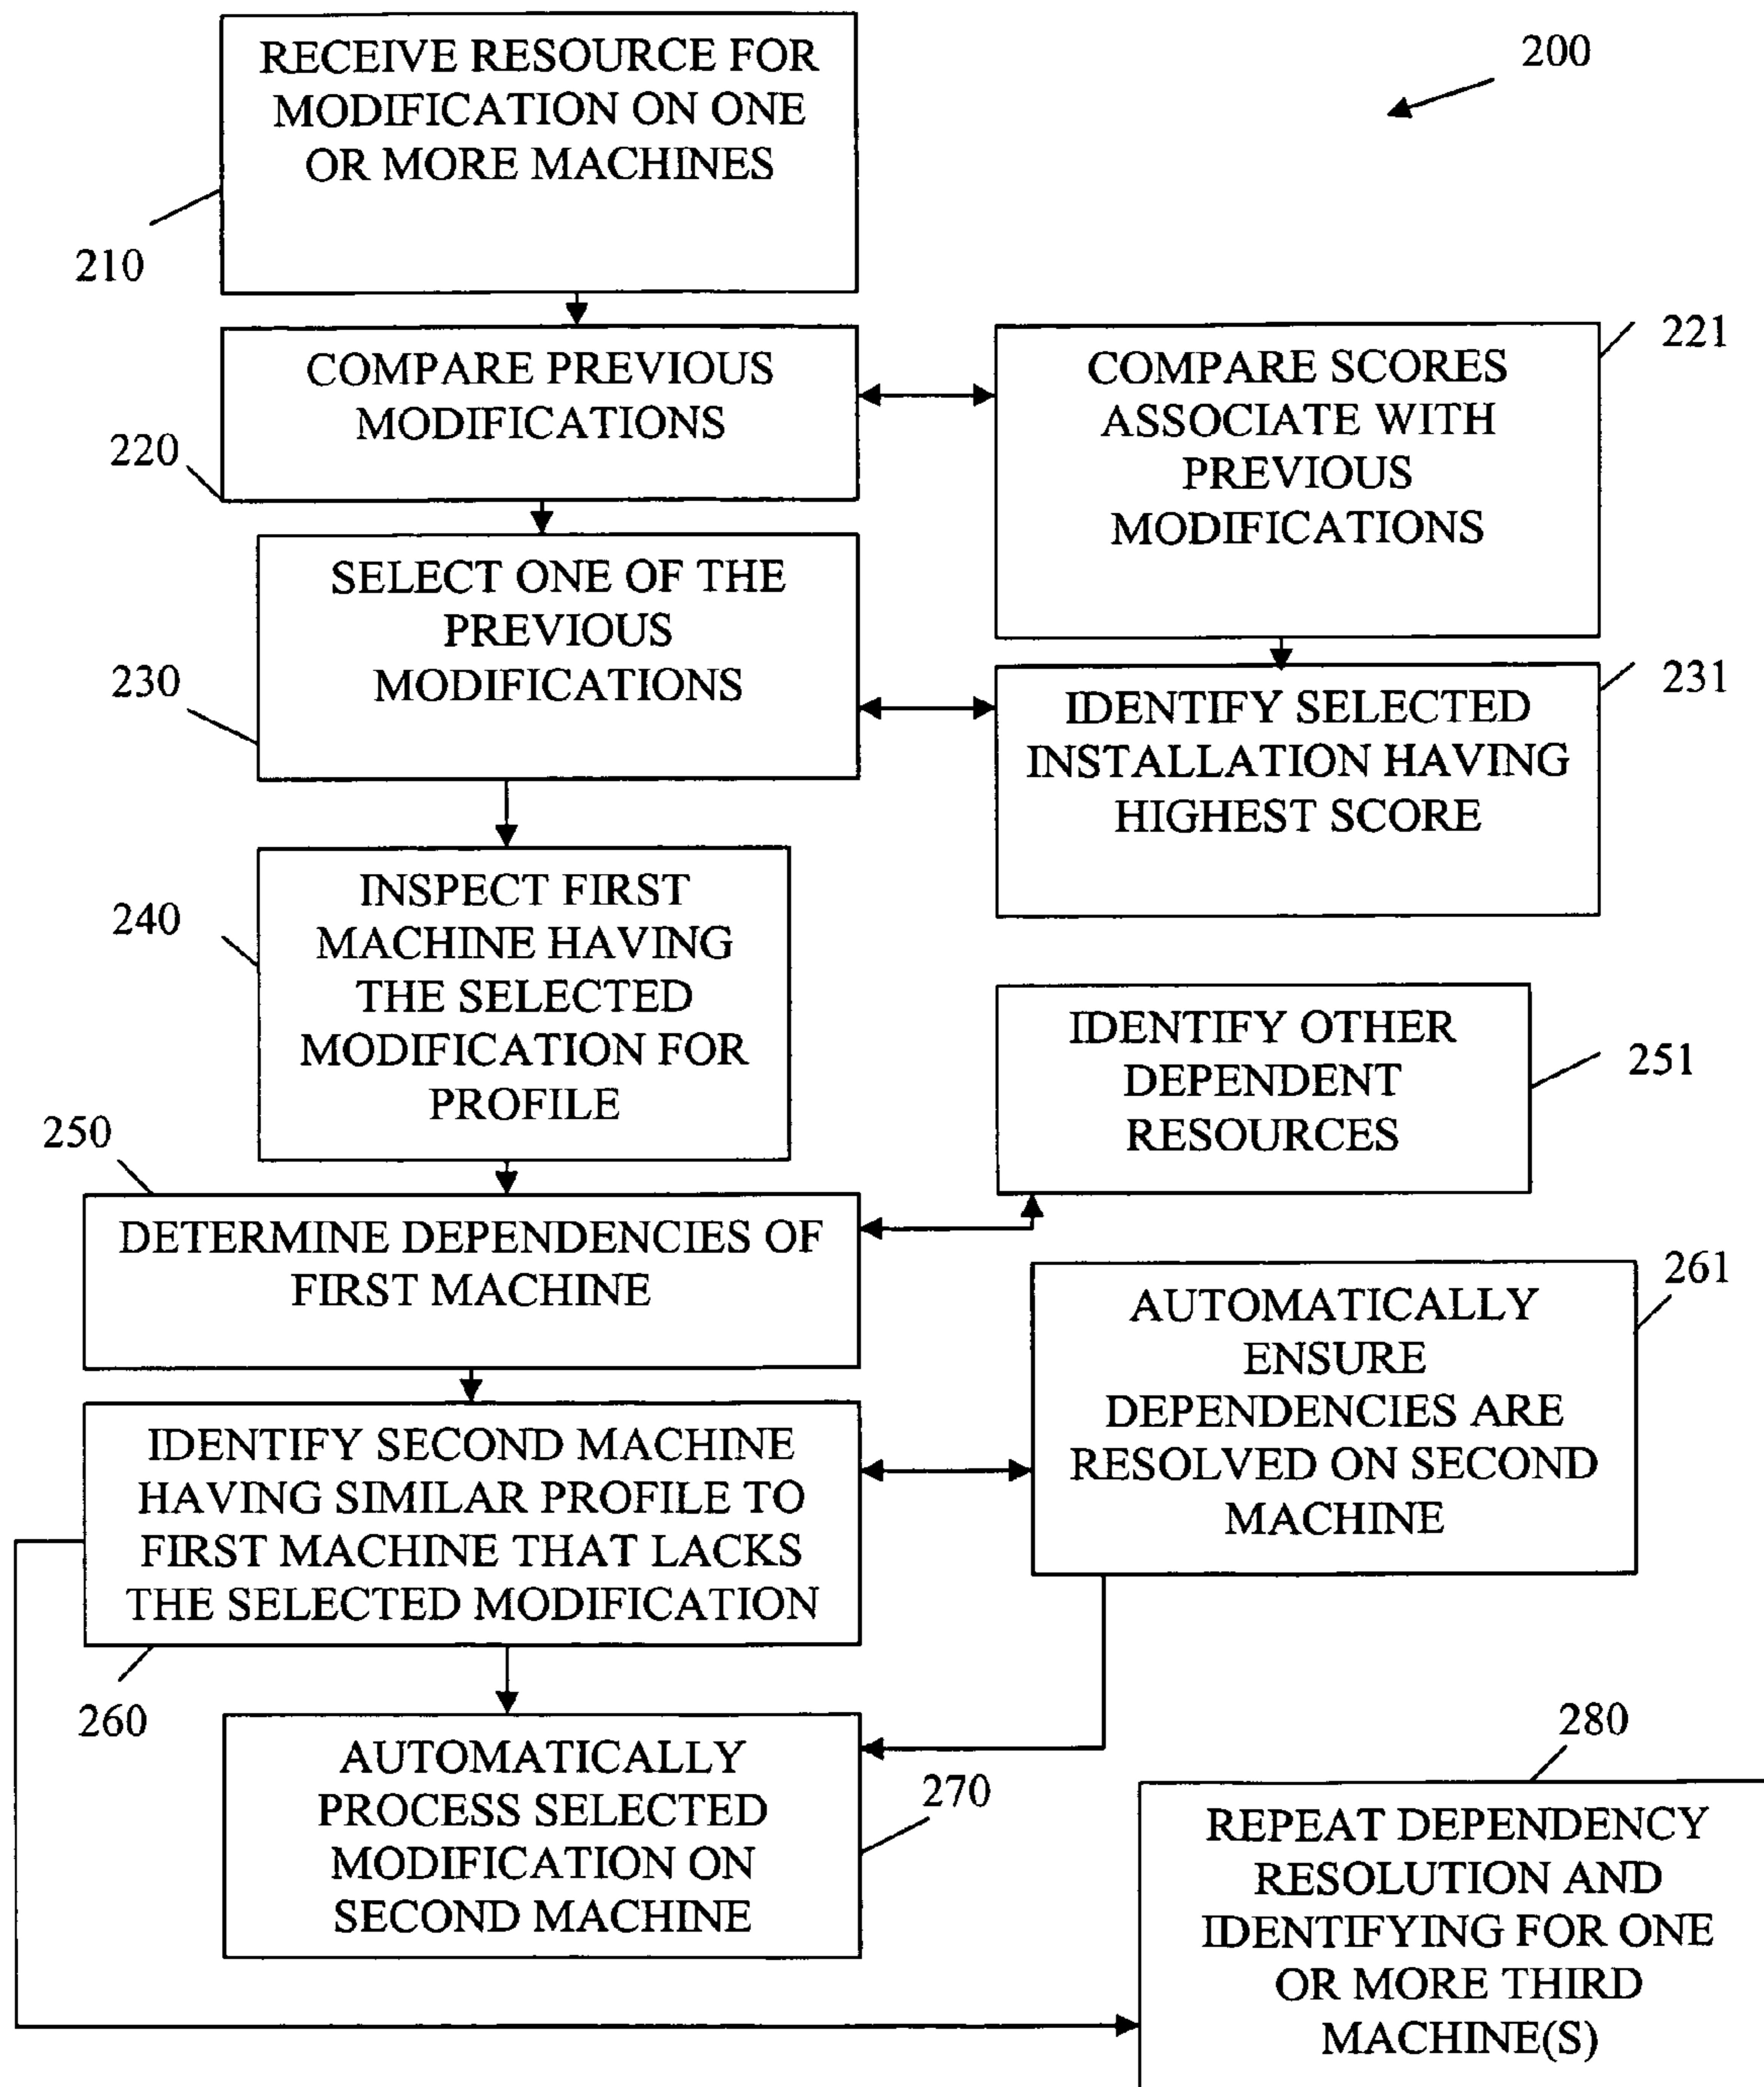 RECEIVE RESOURCE FOR
MODIFICATION ON ONE
OR MORE MACHINES
200
210
COMPARE PREVIOUS
MODIFICATIONS
220
COMPARE SCORES
ASSOCIATE WITH
PREVIOUS
MODIFICATIONS
221
SELECT ONE OF THE
PREVIOUS
MODIFICATIONS
230
IDENTIFY SELECTED
INSTALLATION HAVING
HIGHEST SCORE
231
INSPECT FIRST
MACHINE HAVING
THE SELECTED
MODIFICATION FOR
PROFILE
240
IDENTIFY OTHER
DEPENDENT
RESOURCES
251
250
DETERMINE DEPENDENCIES OF
FIRST MACHINE
AUTOMATICALLY
ENSURE
DEPENDENCIES ARE
RESOLVED ON SECOND
MACHINE
261
IDENTIFY SECOND MACHINE
HAVING SIMILAR PROFILE TO
FIRST MACHINE THAT LACKS
THE SELECTED MODIFICATION
260
AUTOMATICALLY
PROCESS SELECTED
MODIFICATION ON
SECOND MACHINE
270
280
REPEAT DEPENDENCY
RESOLUTION AND
IDENTIFYING FOR ONE
OR MORE THIRD
MACHINE(S)